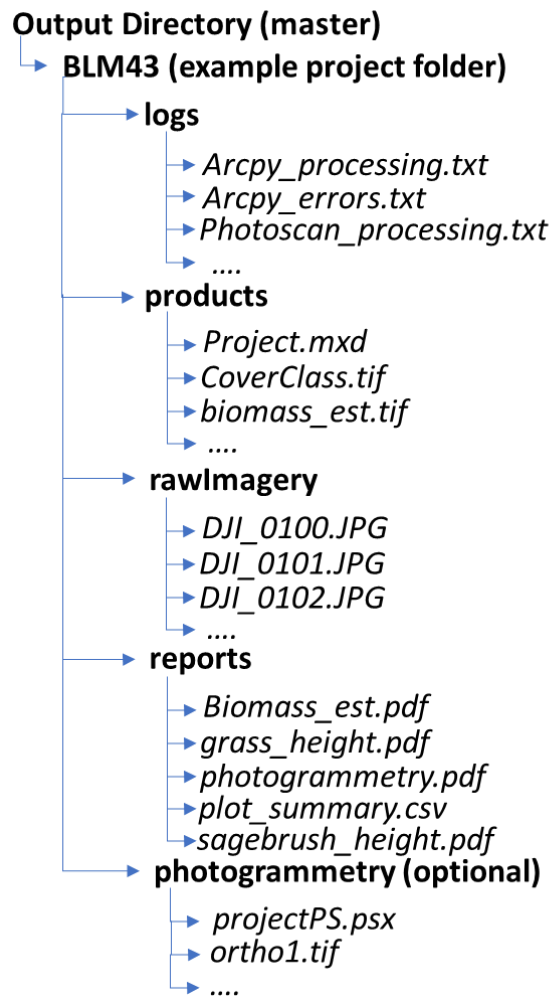 Output Directory (master)
BLM43 (example project folder)
logs
Arcpy_processing.txt
Arcpy_errors.txt
Photoscan_processing.txt
....
products
Project.mxd
CoverClass.tif
biomass_est.tif
....
rawImagery
DJI_0100.JPG
DJI_0101.JPG
DJI_0102.JPG
....
reports
Biomass_est.pdf
grass_height.pdf
photogrammetry.pdf
plot_summary.csv
sagebrush_height.pdf
photogrammetry (optional)
projectPS.psx
ortho1.tif
....